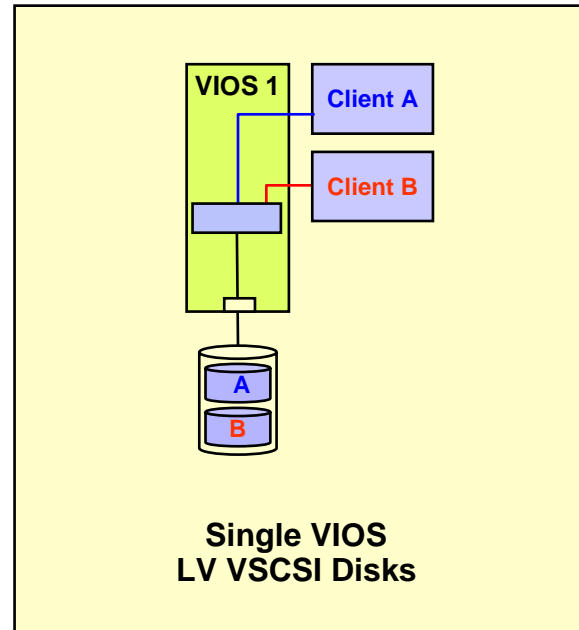 VIOS 1
Client A
Client B
A
B
Single VIOS
LV VSCSI Disks